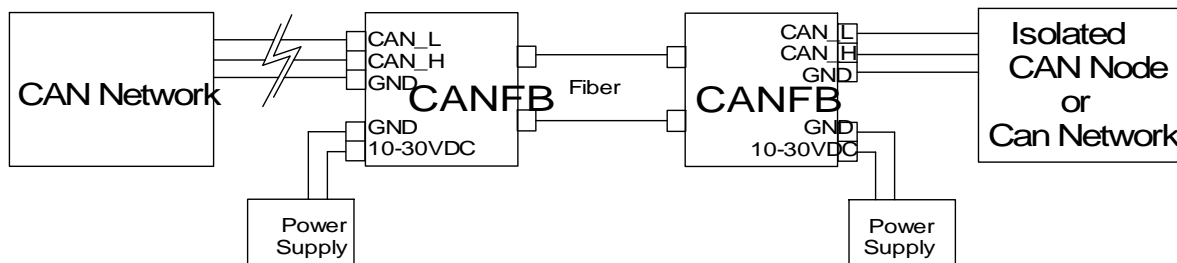 CAN Network
CAN_L
CAN_H
GND
CANFB
GND
10-30VDC
Power
Supply
Fiber
CAN_L
CAN_H
GND
CANFB
GND
10-30VDC
Power
Supply
Isolated
CAN Node
or
Can Network